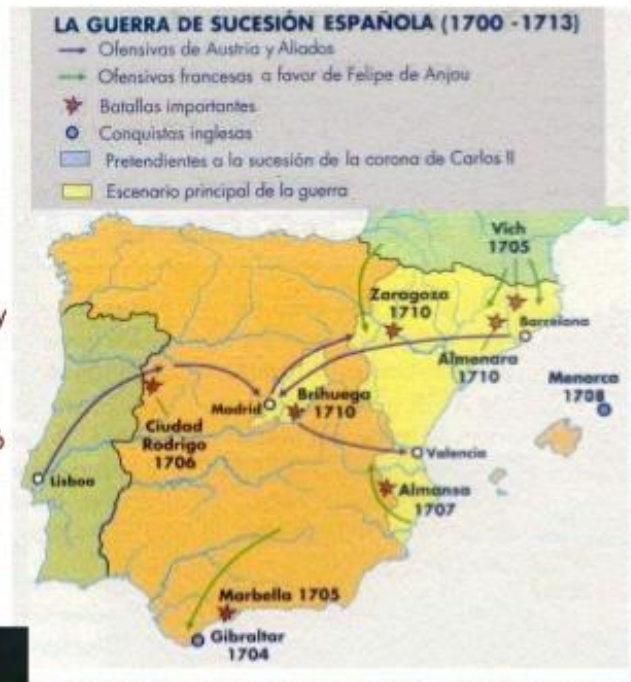 LA GUERRA DE SUCESIÓN ESPAÑOLA (1700 - 1713)
Ofensivas de Austria y Aliados
Ofensivas francesas a favor de Felipe de Anjou
Batallas importantes
Conquistas inglesas
Pretendientes a la sucesión de la corona de Carlos II
Escenario principal de la guerra
Vich
1705
Zaragoza
1710
Barcelona
Almenara
1710
Menorca
1708
Madrid
Brihuega
1710
Ciudad
Rodrigo
1706
Lisboa
Valencia
Almansa
1707
Marbella 1705
Gibraltar
1704
y